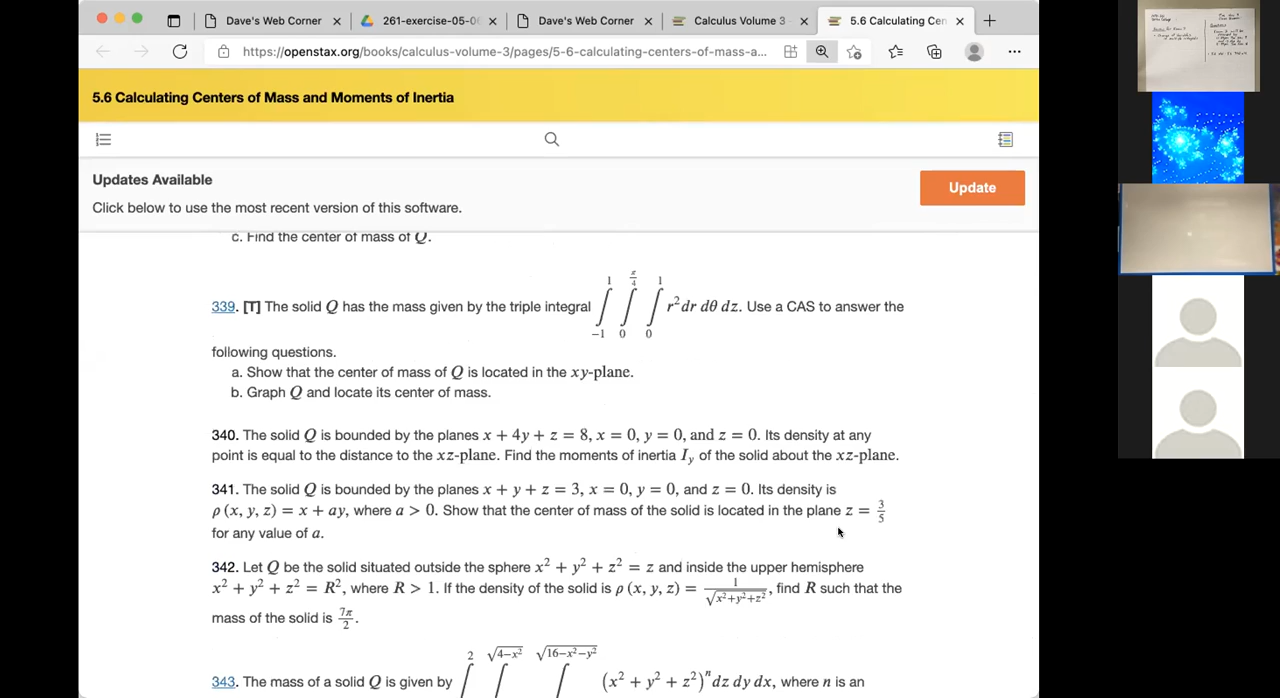 Dave's Web Corner
261-exercise-05-0
Dave's Web Corner
Calculus Volume 3
5.6 Calculating Cen
https://openstax.org/books/calculus-volume-3/pages/5-6-calculating-centers-of-mass-a...
5.6 Calculating Centers of Mass and Moments of Inertia
Updates Available
Click below to use the most recent version of this software.
Update
c. Find the center of mass of Q.
339. [T] The solid Q has the mass given by the triple integral ∫_{−1}^{1} ∫_{0}^{π/4} ∫_{0}^{1} r² dr dθ dz. Use a CAS to answer the
following questions.
a. Show that the center of mass of Q is located in the xy-plane.
b. Graph Q and locate its center of mass.
340. The solid Q is bounded by the planes x + 4y + z = 8, x = 0, y = 0, and z = 0. Its density at any
point is equal to the distance to the xz-plane. Find the moments of inertia I_y of the solid about the xz-plane.
341. The solid Q is bounded by the planes x + y + z = 3, x = 0, y = 0, and z = 0. Its density is
ρ (x, y, z) = x + ay, where a > 0. Show that the center of mass of the solid is located in the plane z = 3/5
for any value of a.
342. Let Q be the solid situated outside the sphere x² + y² + z² = z and inside the upper hemisphere
x² + y² + z² = R², where R > 1. If the density of the solid is ρ (x, y, z) = 1/√(x²+y²+z²), find R such that the
mass of the solid is 7π/2.
343. The mass of a solid Q is given by ∫^{2} ∫^{√(4−x²)} ∫^{√(16−x²−y²)} (x² + y² + z²)ⁿ dz dy dx, where n is an